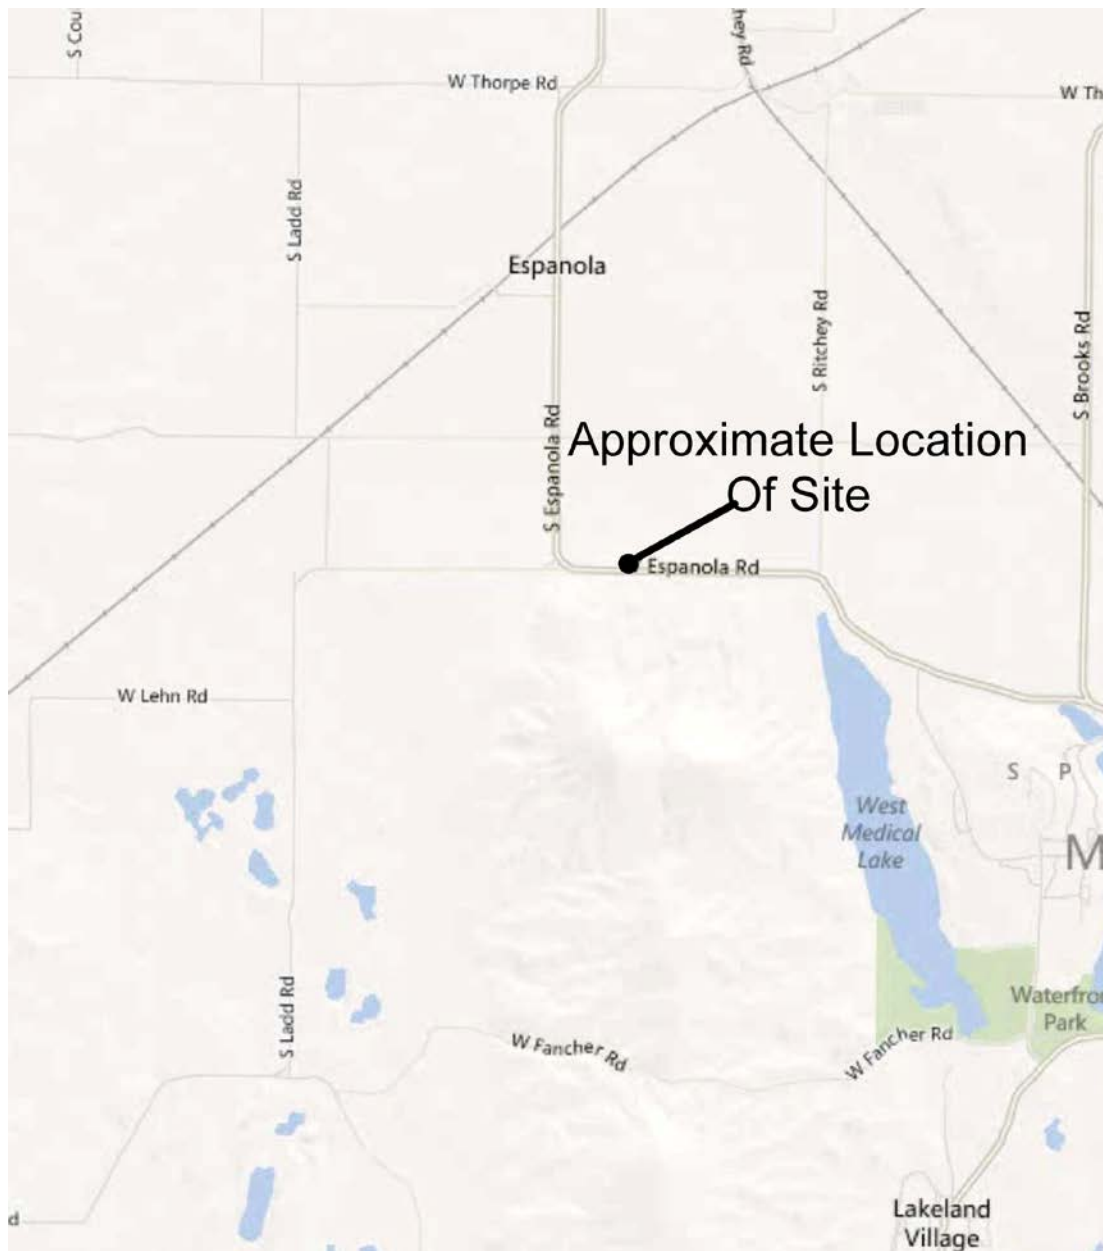 S Cou
hey Rd
W Thorpe Rd
W Th
S Ladd Rd
Espanola
S Ritchey Rd
S Brooks Rd
S Espanola Rd
Approximate Location
Of Site
Espanola Rd
W Lehn Rd
S P
West
Medical
Lake
M
S Ladd Rd
Waterfron
Park
W Fancher Rd
W Fancher Rd
Lakeland
Village
d